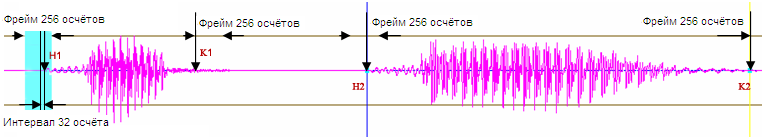 Фрейм 256 осчётов
Фрейм 256 осчётов
Фрейм 256 осчётов
Фрейм 256 осчётов
H1
K1
H2
K2
Интервал 32 осчёта